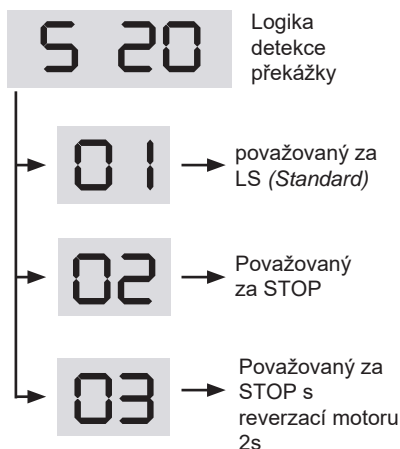 S 20
Logika
detekce
překážky
01
považovaný za
LS (Standard)
02
Považovaný
za STOP
03
Považovaný za
STOP s
reverzací motoru
2s